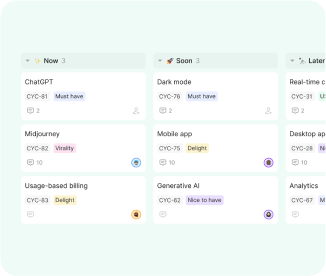 ✨ Now 3
ChatGPT
CYC-81 Must have
2
Midjourney
CYC-82 Virality
10
Usage-based billing
CYC-83 Delight
🚀 Soon 3
Dark mode
CYC-76 Must have
2
Mobile app
CYC-75 Delight
10
Generative AI
CYC-62 Nice to have
🔭 Later
Real-time c
CYC-31
2
Desktop ap
CYC-28
10
Analytics
CYC-67